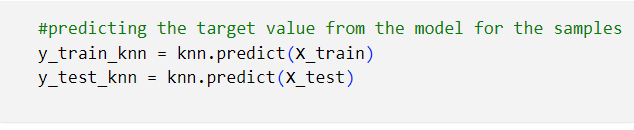 #predicting the target value from the model for the samples
y_train_knn = knn.predict(X_train)
y_test_knn = knn.predict(X_test)